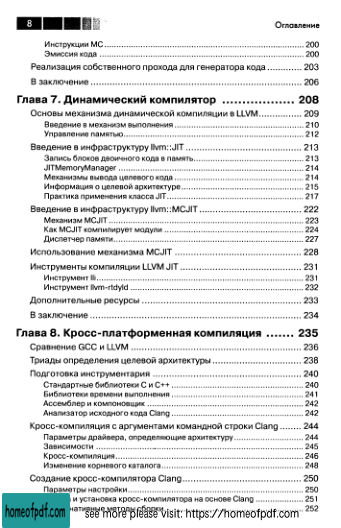 8 Оглавление
Инструкции MC 200
Эмиссия кода 200
Реализация собственного прохода для генератора кода 203
В заключение 206
Глава 7. Динамический компилятор 208
Основы механизма динамической компиляции в LLVM 209
Введение в механизм выполнения 210
Управление памятью 212
Введение в инфраструктуру llvm::JIT 213
Запись блоков двоичного кода в память 213
JITMemoryManager 214
Механизмы вывода целевого кода 214
Информация о целевой архитектуре 215
Практика применения класса JIT 217
Введение в инфраструктуру llvm::MCJIT 222
Механизм MCJIT 223
Как MCJIT компилирует модули 224
Диспетчер памяти 227
Использование механизма MCJIT 228
Инструменты компиляции LLVM JIT 231
Инструмент lli 231
Инструмент llvm-rtdyld 232
Дополнительные ресурсы 233
В заключение 234
Глава 8. Кросс-платформенная компиляция 235
Сравнение GCC и LLVM 236
Триады определения целевой архитектуры 238
Подготовка инструментария 240
Стандартные библиотеки C и C++ 240
Библиотеки времени выполнения 241
Ассемблер и компоновщик 242
Анализатор исходного кода Clang 242
Кросс-компиляция с аргументами командной строки Clang 244
Параметры драйвера, определяющие архитектуру 244
Зависимости 245
Кросс-компиляция 246
Изменение корневого каталога 248
Создание кросс-компилятора Clang 250
Параметры настройки 250
и установка кросс-компилятора на основе Clang 251
методы сборки 252
homeofpdf.com see more please visit: https://homeofpdf.com